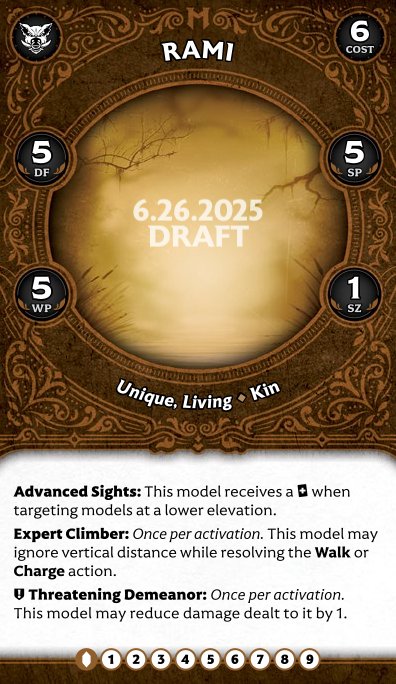 M
RAMI
6
COST
5
DF
5
SP
6.26.2025
DRAFT
5
WP
1
SZ
Unique, Living ◆ Kin
Advanced Sights: This model receives a when
targeting models at a lower elevation.
Expert Climber: Once per activation. This model may
ignore vertical distance while resolving the Walk or
Charge action.
Threatening Demeanor: Once per activation.
This model may reduce damage dealt to it by 1.
1 2 3 4 5 6 7 8 9